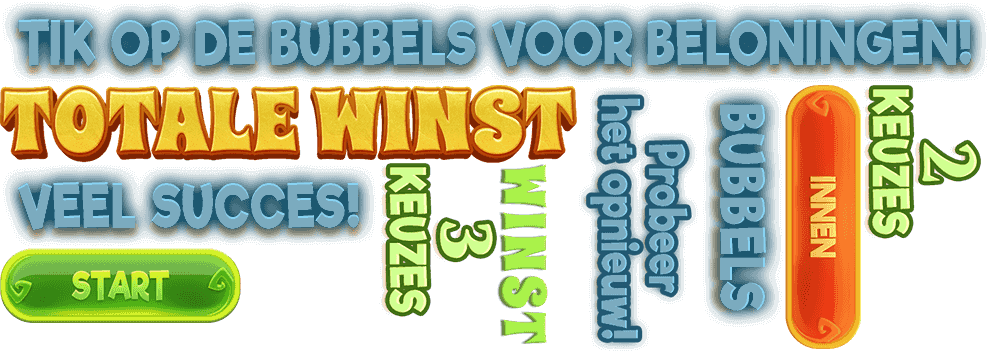 TIK OP DE BUBBELS VOOR BELONINGEN!
TOTALE WINST
VEEL SUCCES!
START
3
KEUZES
WINST
Probeer
het opnieuw!
BUBBELS
INNEN
2
KEUZES